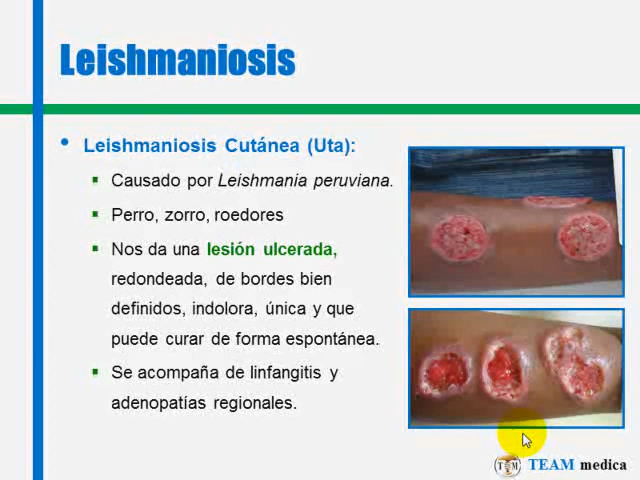 Leishmaniosis
• Leishmaniosis Cutánea (Uta):
▪ Causado por Leishmania peruviana.
▪ Perro, zorro, roedores
▪ Nos da una lesión ulcerada,
redondeada, de bordes bien
definidos, indolora, única y que
puede curar de forma espontánea.
▪ Se acompaña de linfangitis y
adenopatías regionales.
TEAM medica